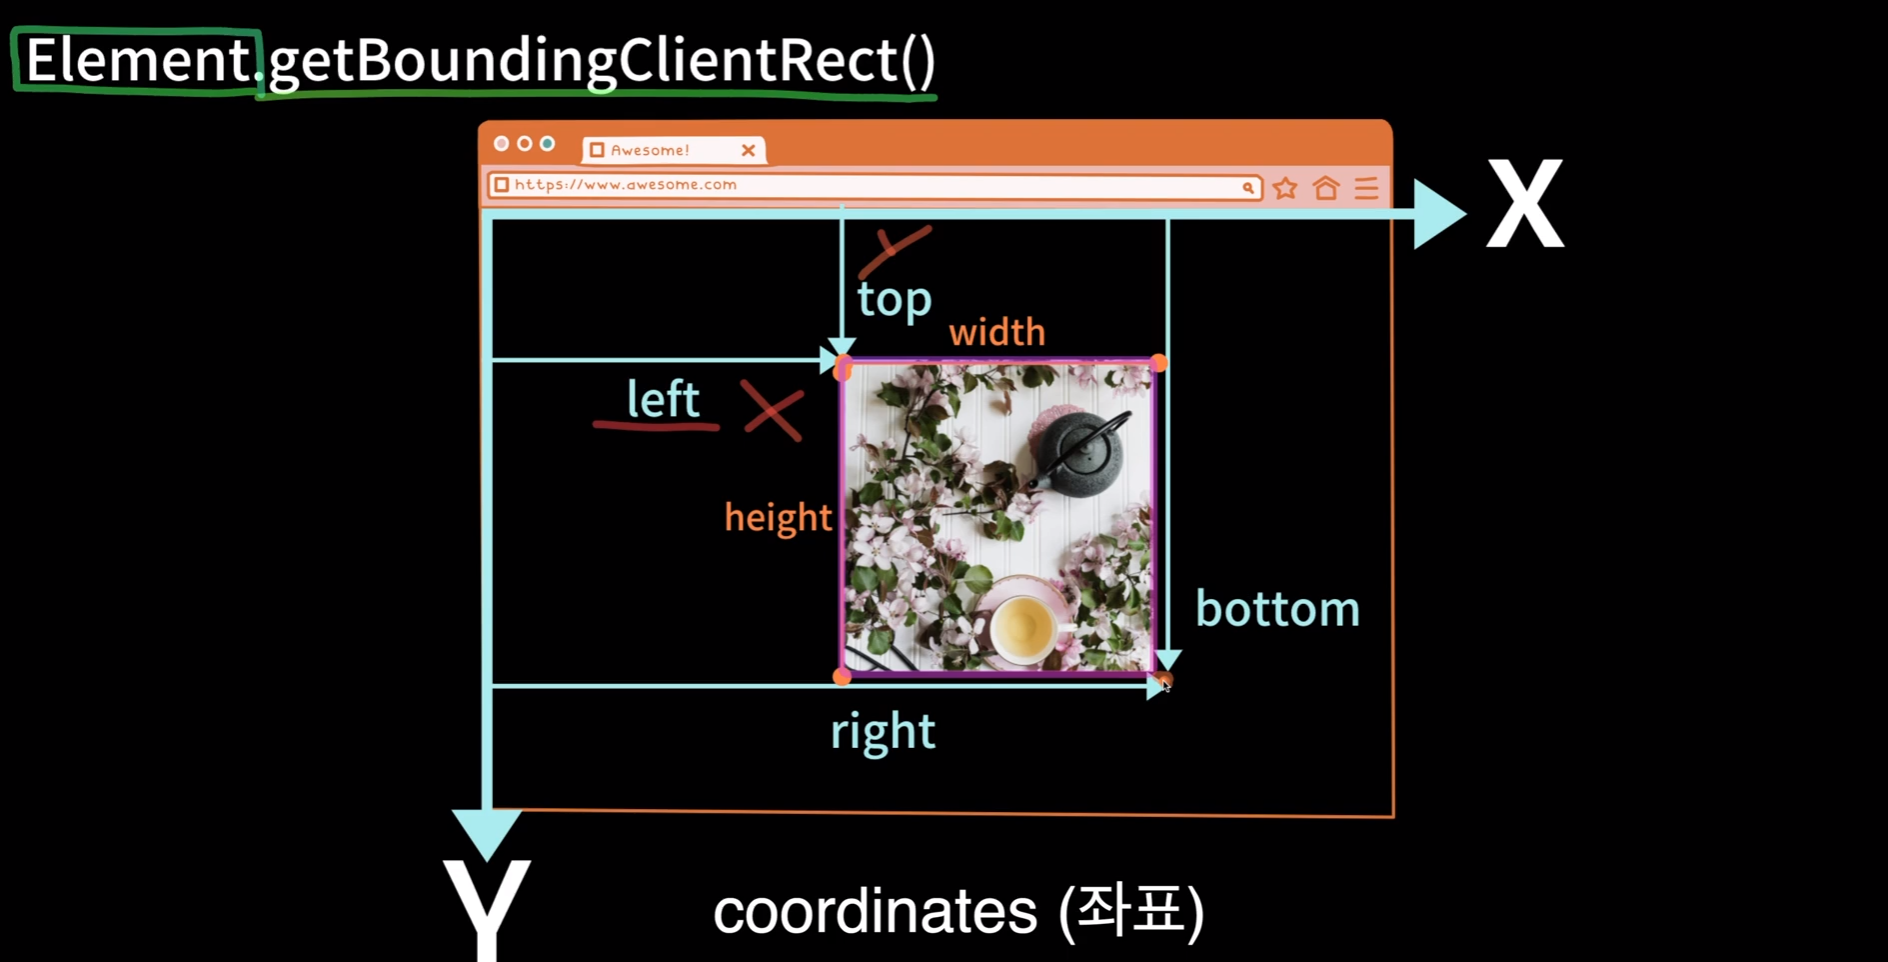 Element.getBoundingClientRect()
Awesome!
https://www.awesome.com
X
Y
top
width
left X
height
bottom
right
Y
coordinates (좌표)